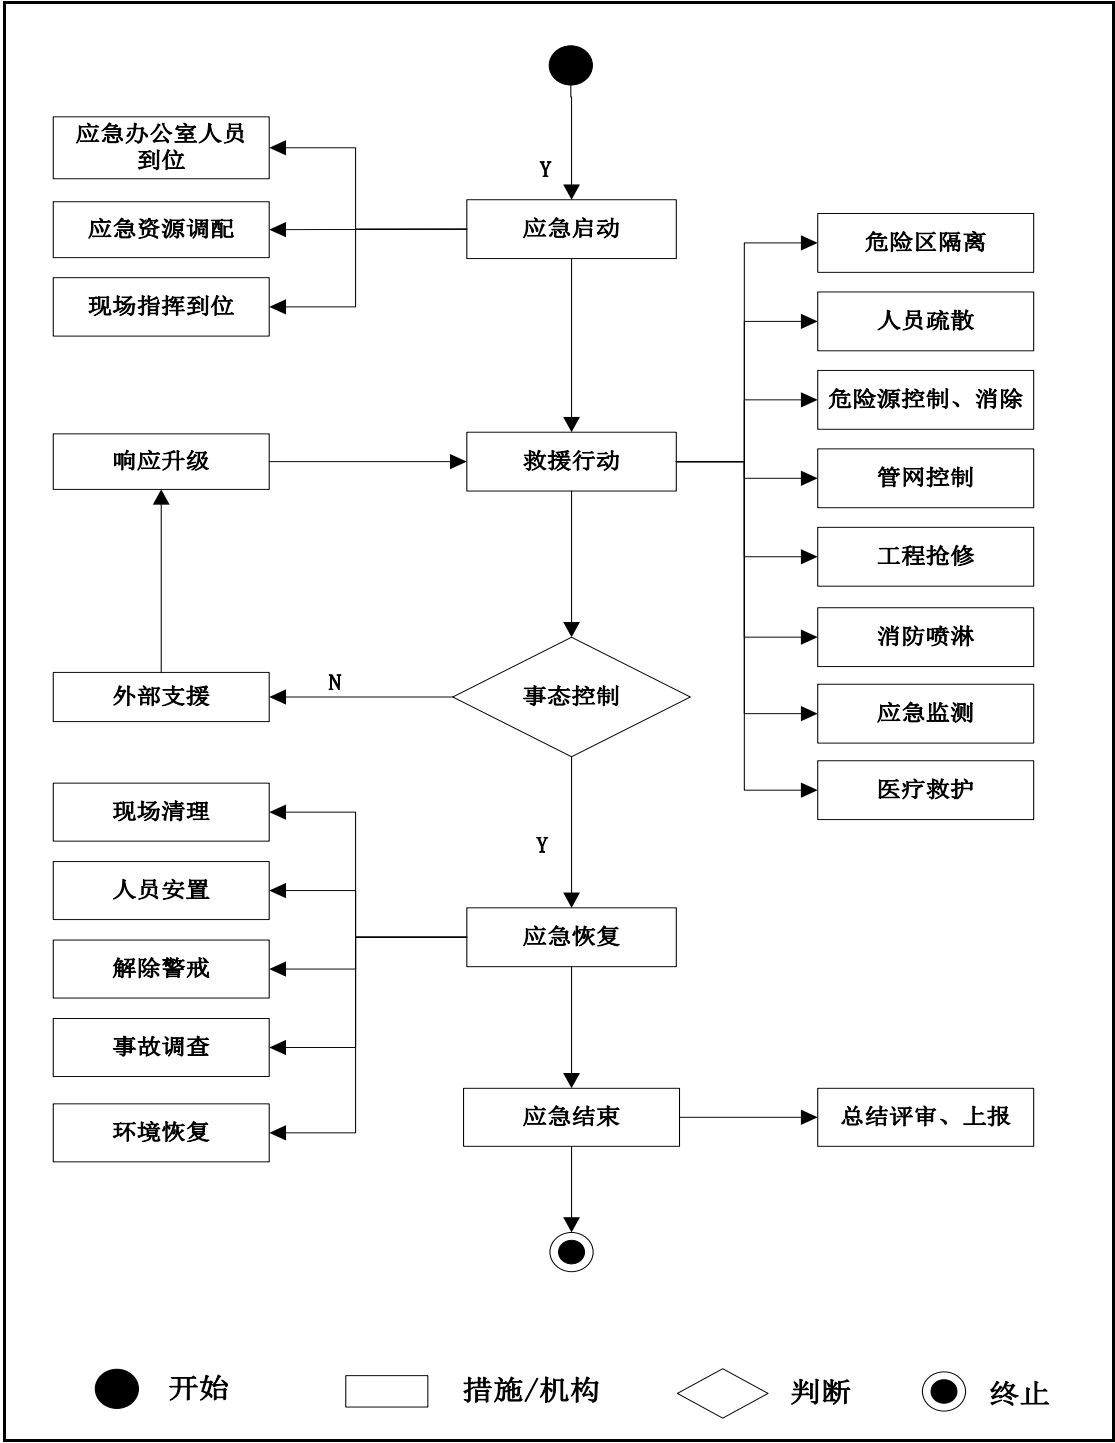 Y
应急办公室人员
到位
应急资源调配
现场指挥到位
应急启动
危险区隔离
人员疏散
危险源控制、消除
管网控制
工程抢修
消防喷淋
应急监测
医疗救护
响应升级
救援行动
外部支援
N
事态控制
Y
现场清理
人员安置
解除警戒
事故调查
环境恢复
应急恢复
应急结束
总结评审、上报
开始
措施/机构
判断
终止